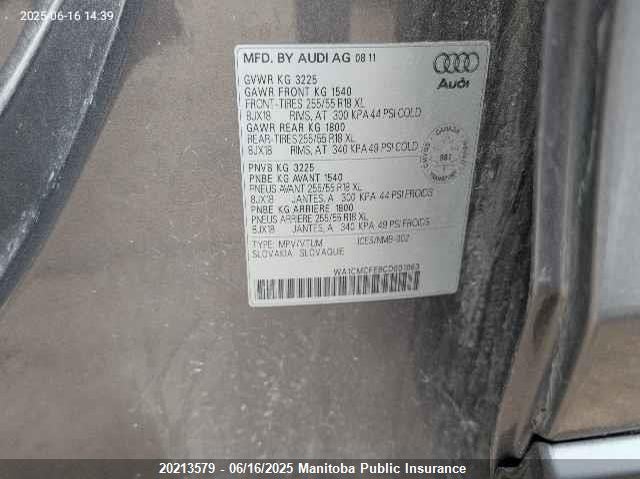 2025-06-16 14:39
MFD. BY AUDI AG 08 11
Audi
GVWR KG 3225
GAWR FRONT KG 1540
FRONT-TIRES 255/55 R18 XL
8JX18 RIMS, AT 300 KPA 44 PSI COLD
GAWR REAR KG 1800
REAR-TIRES 255/55 R18 XL
8JX18 RIMS, AT 340 KPA 49 PSI COLD
CANADA
PNVB KG 3225
PNBE KG AVANT 1540
PNEUS AVANT 255/55 R18 XL
8JX18 JANTES, A 300 KPA 44 PSI FROIDS
PNBE KG ARRIERE 1800
PNEUS ARRIERE 255/55 R18 XL
8JX18 JANTES, A 340 KPA 49 PSI FROIDS
TYPE: MPV/VTUM ICES/NMB-002
SLOVAKIA SLOVAQUIE
20213579 - 06/16/2025 Manitoba Public Insurance